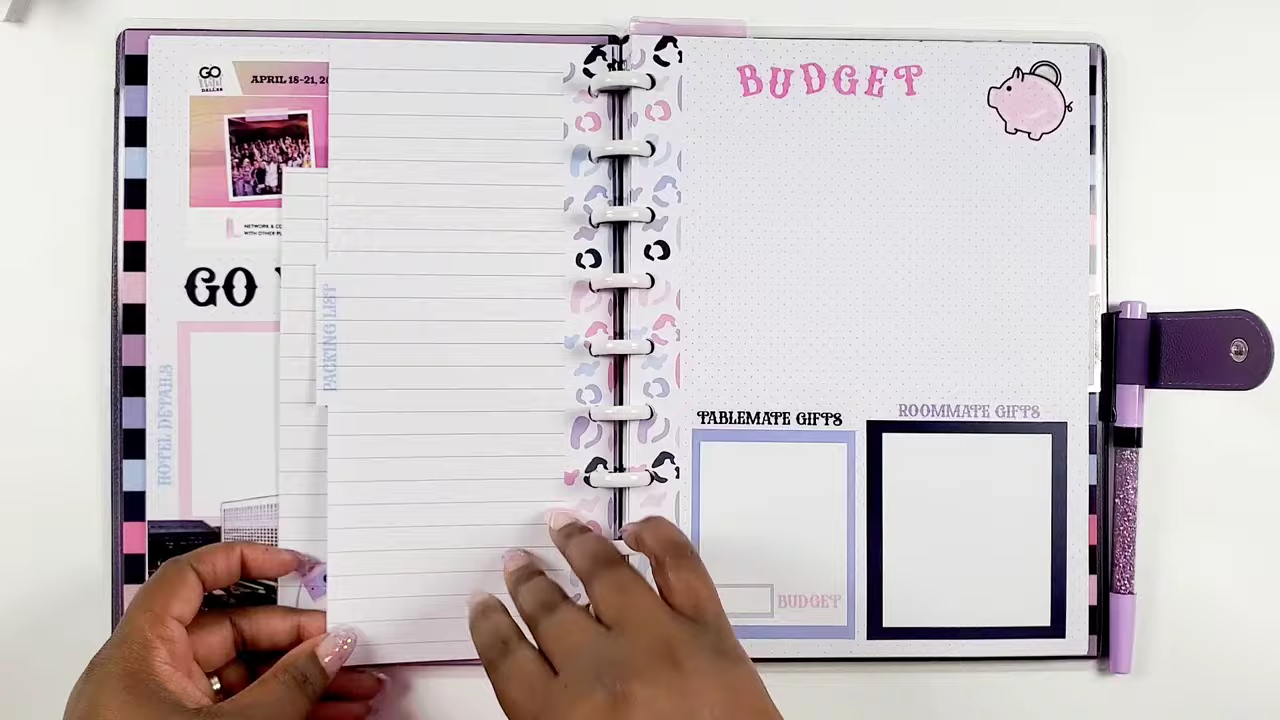 GO
Wild
DALLAS
APRIL 18-21, 20
NETWORK & CO
WITH OTHER PL
GO
HOTEL DETAILS
PACKING LIST
BUDGET
TABLEMATE GIFTS
ROOMMATE GIFTS
BUDGET